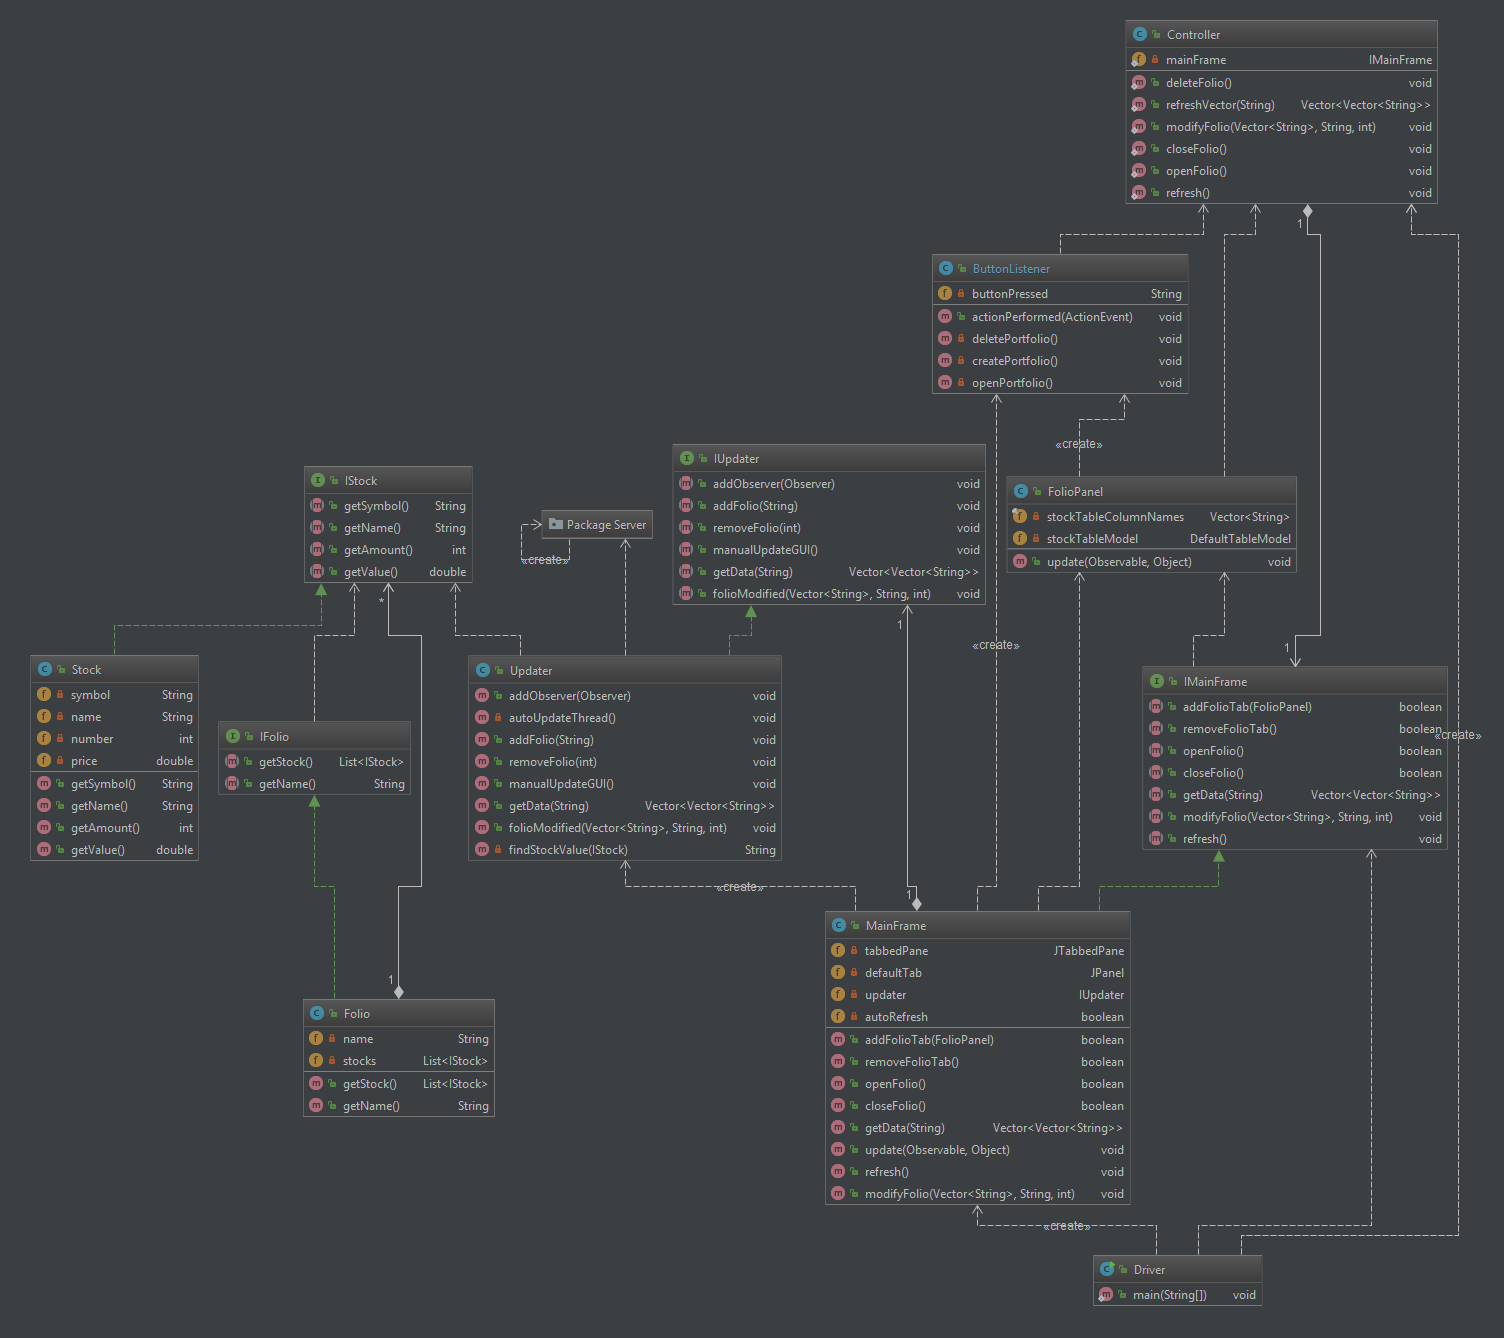 Controller
mainFrame IMainFrame
deleteFolio() void
refreshVector(String) Vector<Vector<String>>
modifyFolio(Vector<String>, String, int) void
closeFolio() void
openFolio() void
refresh() void
1
ButtonListener
buttonPressed String
actionPerformed(ActionEvent) void
deletePortfolio() void
createPortfolio() void
openPortfolio() void
«create»
IUpdater
addObserver(Observer) void
addFolio(String) void
removeFolio(int) void
manualUpdateGUI() void
getData(String) Vector<Vector<String>>
folioModified(Vector<String>, String, int) void
1
IStock
getSymbol() String
getName() String
getAmount() int
getValue() double
*
Package Server
«create»
FolioPanel
stockTableColumnNames Vector<String>
stockTableModel DefaultTableModel
update(Observable, Object) void
«create»
1
Stock
symbol String
name String
number int
price double
getSymbol() String
getName() String
getAmount() int
getValue() double
IFolio
getStock() List<IStock>
getName() String
Updater
addObserver(Observer) void
autoUpdateThread() void
addFolio(String) void
removeFolio(int) void
manualUpdateGUI() void
getData(String) Vector<Vector<String>>
folioModified(Vector<String>, String, int) void
findStockValue(IStock) String
IMainFrame
addFolioTab(FolioPanel) boolean
removeFolioTab() boolean
openFolio() boolean
closeFolio() boolean
getData(String) Vector<Vector<String>>
modifyFolio(Vector<String>, String, int) void
refresh() void
«create»
«create»
1
MainFrame
tabbedPane JTabbedPane
defaultTab JPanel
updater IUpdater
autoRefresh boolean
addFolioTab(FolioPanel) boolean
removeFolioTab() boolean
openFolio() boolean
closeFolio() boolean
getData(String) Vector<Vector<String>>
update(Observable, Object) void
refresh() void
modifyFolio(Vector<String>, String, int) void
1
Folio
name String
stocks List<IStock>
getStock() List<IStock>
getName() String
«create»
Driver
main(String[]) void